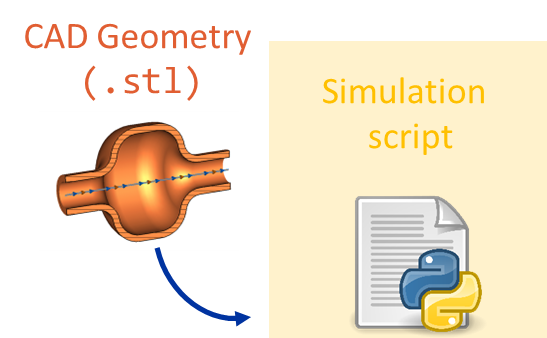 CAD Geometry
(.stl)
Simulation
script